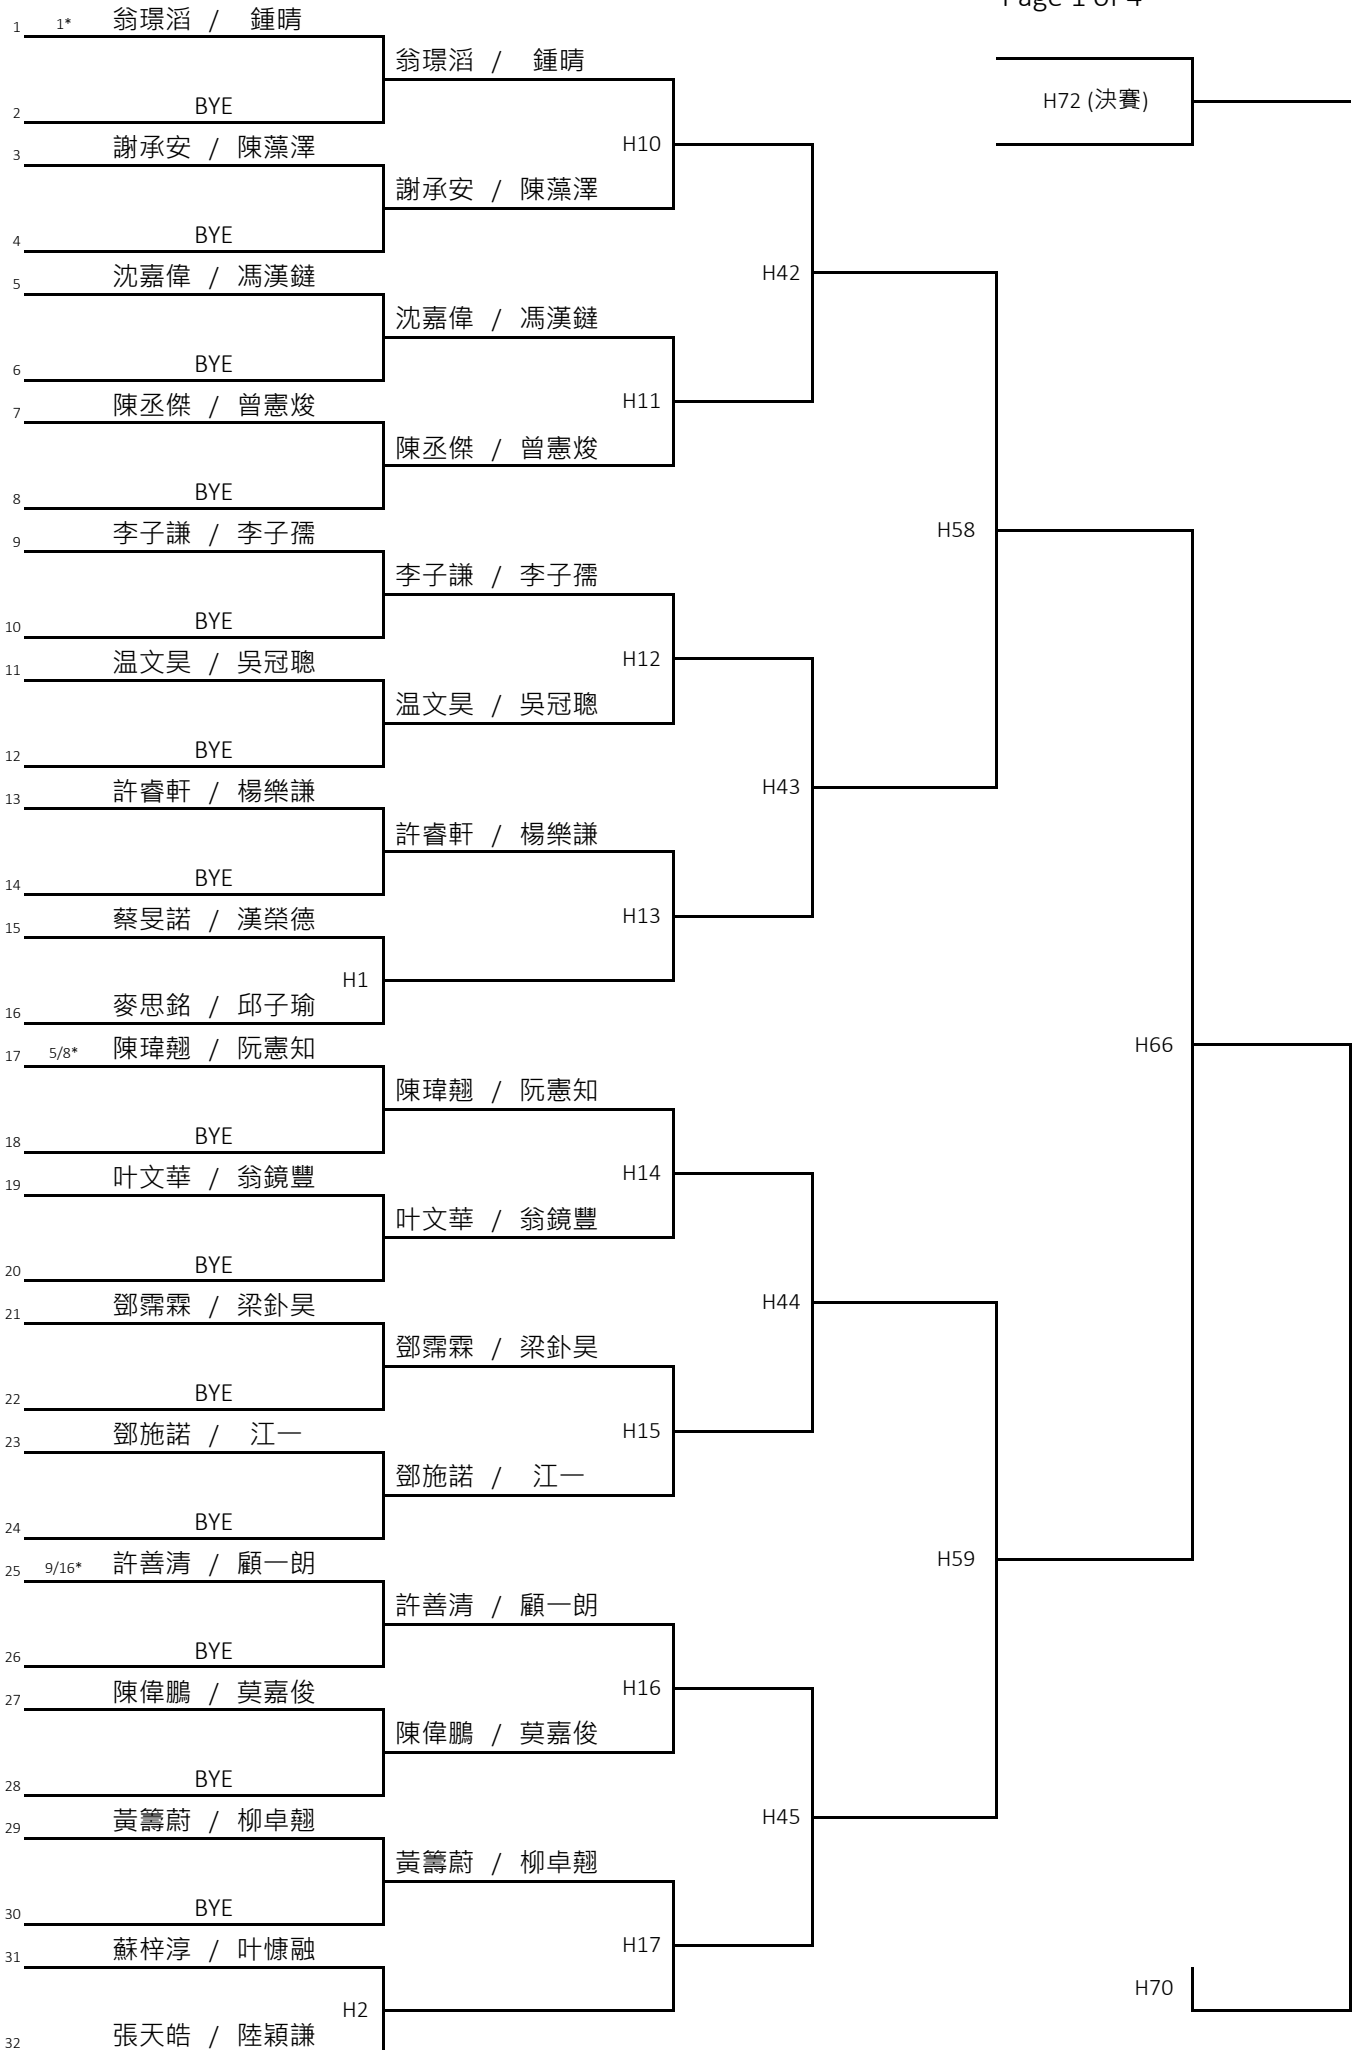 Page 1 of 4
1 1* 翁璟滔 / 鍾晴
翁璟滔 / 鍾晴
H72 (決賽)
2 BYE
3 謝承安 / 陳藻澤
H10
謝承安 / 陳藻澤
4 BYE
5 沈嘉偉 / 馮漢鏈
H42
沈嘉偉 / 馮漢鏈
6 BYE
7 陳丞傑 / 曾憲焌
H11
陳丞傑 / 曾憲焌
8 BYE
9 李子謙 / 李子孺
H58
李子謙 / 李子孺
10 BYE
11 温文昊 / 吳冠聰
H12
温文昊 / 吳冠聰
12 BYE
13 許睿軒 / 楊樂謙
H43
許睿軒 / 楊樂謙
14 BYE
15 蔡旻諾 / 漢榮德
H13
H1
16 麥思銘 / 邱子瑜
17 5/8* 陳瑋翹 / 阮憲知
H66
陳瑋翹 / 阮憲知
18 BYE
19 叶文華 / 翁鏡豐
H14
叶文華 / 翁鏡豐
20 BYE
21 鄧霈霖 / 梁釙昊
H44
鄧霈霖 / 梁釙昊
22 BYE
23 鄧施諾 / 江一
H15
鄧施諾 / 江一
24 BYE
25 9/16* 許善清 / 顧一朗
H59
許善清 / 顧一朗
26 BYE
27 陳偉鵬 / 莫嘉俊
H16
陳偉鵬 / 莫嘉俊
28 BYE
29 黃籌蔚 / 柳卓翹
H45
黃籌蔚 / 柳卓翹
30 BYE
31 蘇梓淳 / 叶慷融
H17
H70
H2
32 張天皓 / 陸穎謙